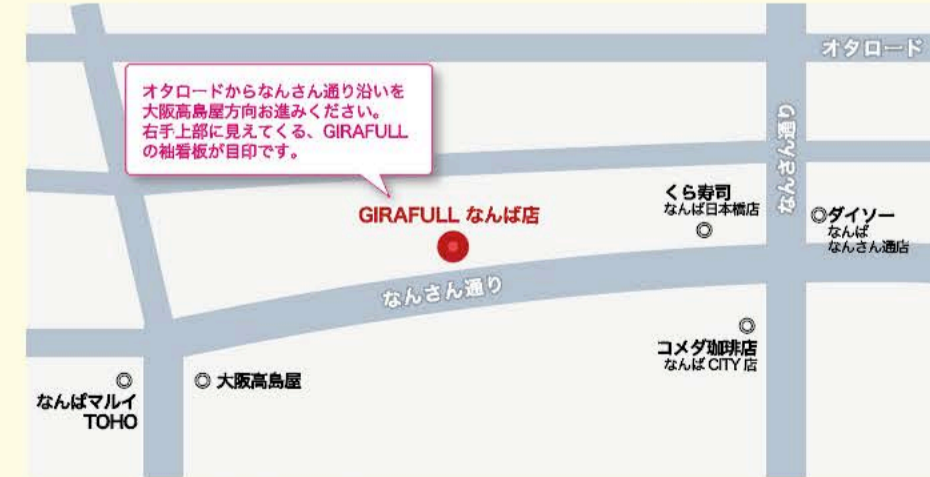 オタロード
オタロードからなんさん通り沿いを
大阪高島屋方向お進みください。
右手上部に見えてくる、GIRAFULL
の袖看板が目印です。
なんさん通り
くら寿司
なんば日本橋店
GIRAFULL なんば店
ダイソー
なんば
なんさん通店
なんさん通り
コメダ珈琲店
なんば CITY 店
大阪高島屋
なんばマルイ
TOHO